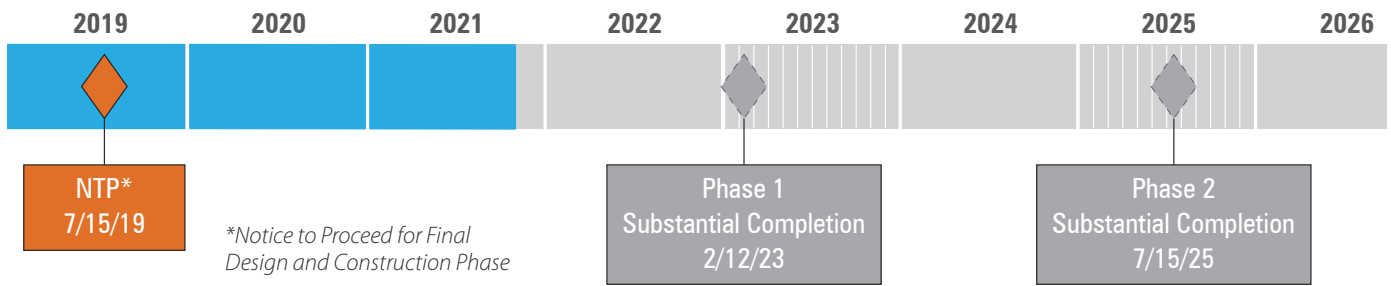 2019 2020 2021 2022 2023 2024 2025 2026
NTP*
7/15/19
*Notice to Proceed for Final
Design and Construction Phase
Phase 1
Substantial Completion
2/12/23
Phase 2
Substantial Completion
7/15/25